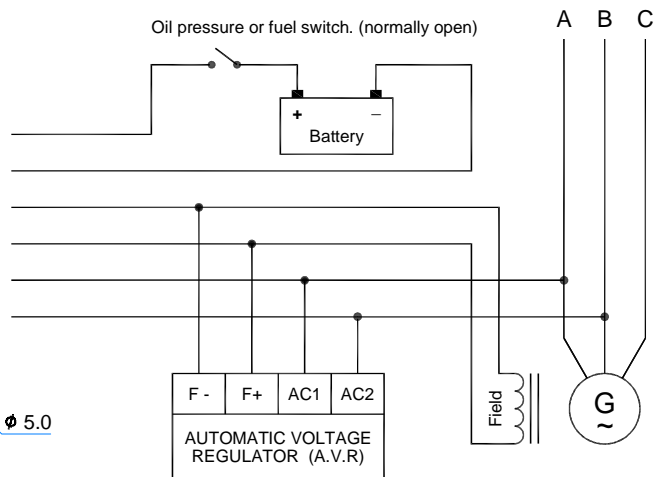 Oil pressure or fuel switch. (normally open)
A B C
+ −
Battery
F - F+ AC1 AC2
AUTOMATIC VOLTAGE
REGULATOR (A.V.R)
Field
G
~
ϕ 5.0